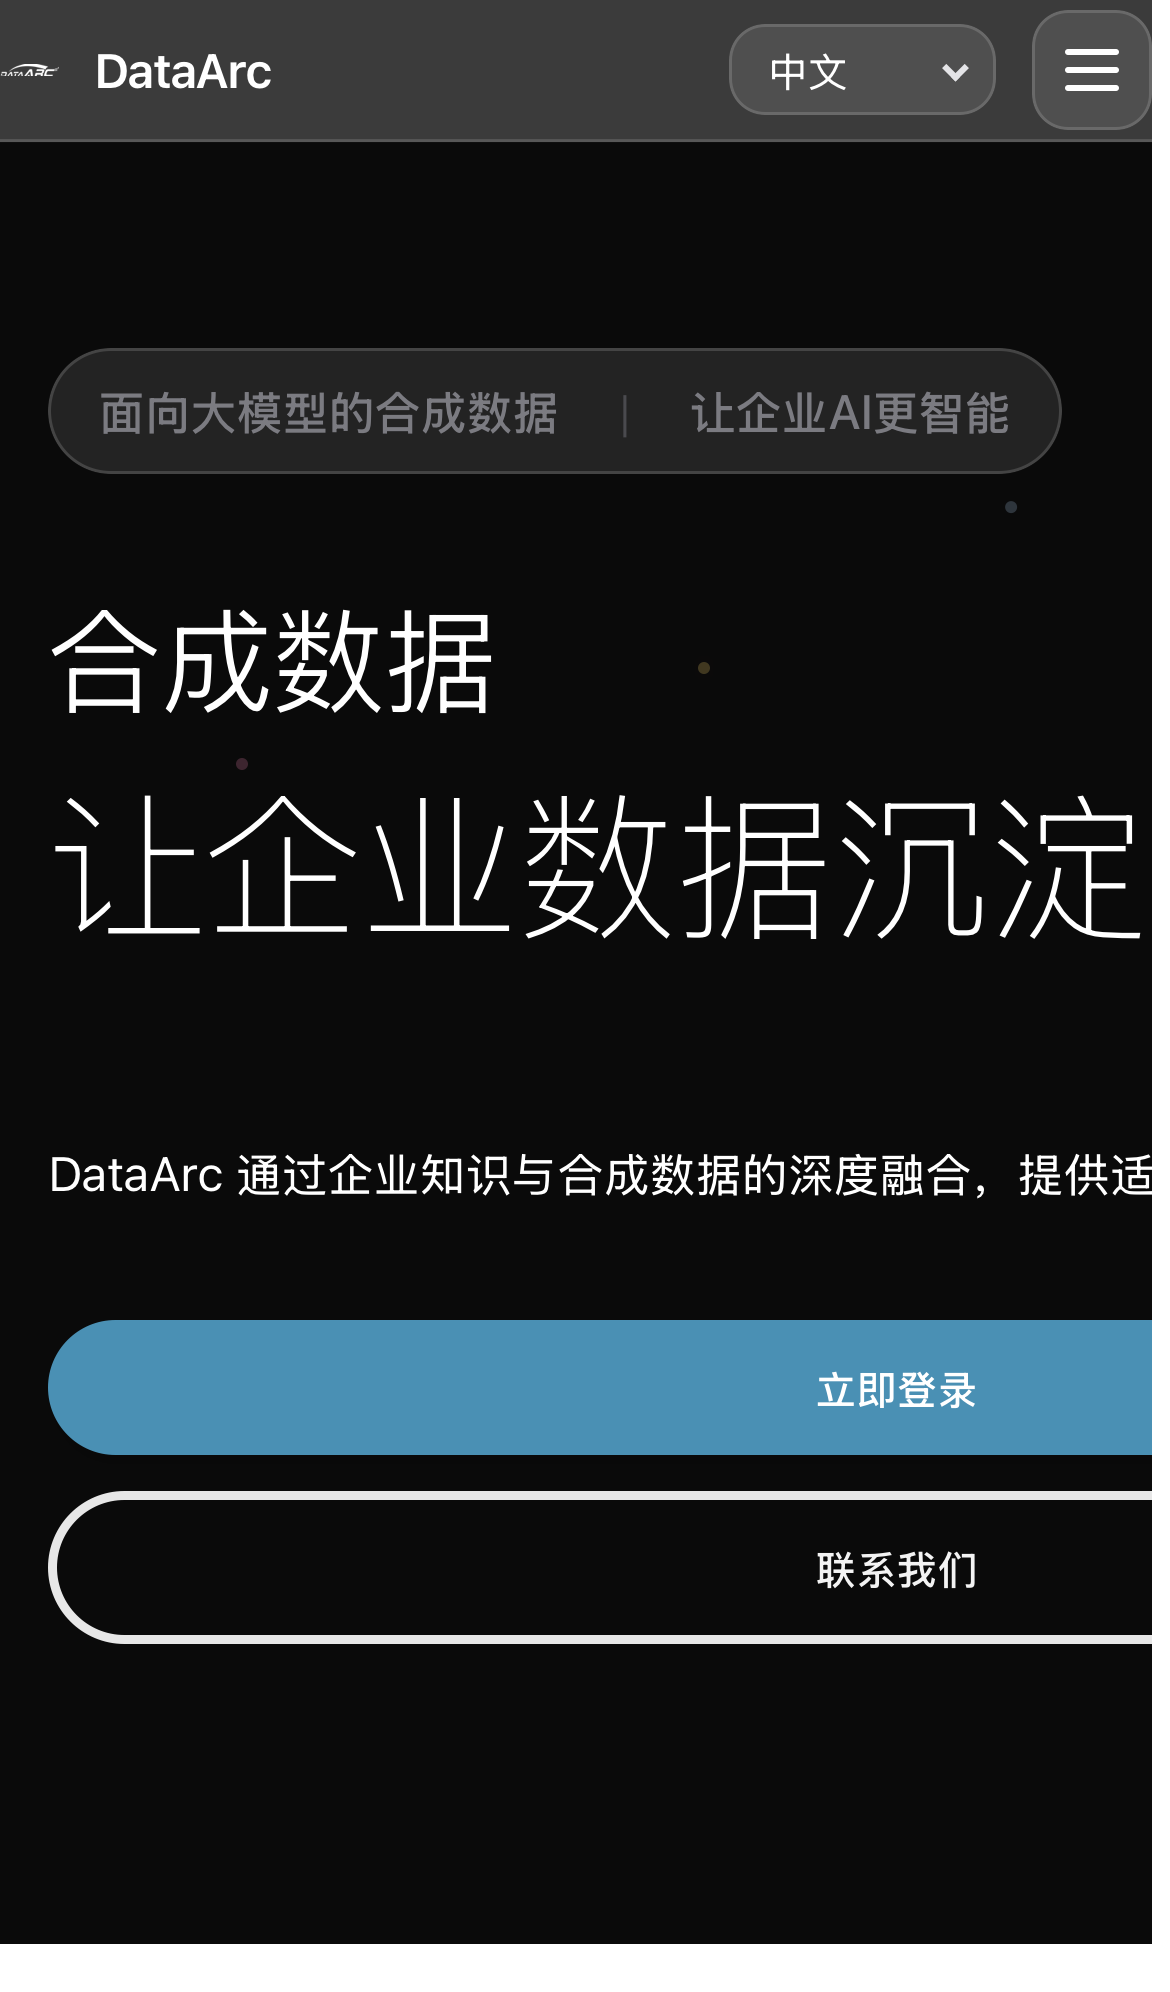 DATAARC
DataArc
中文
面向大模型的合成数据 | 让企业AI更智能
合成数据
让企业数据沉淀
DataArc 通过企业知识与合成数据的深度融合，提供适
立即登录
联系我们